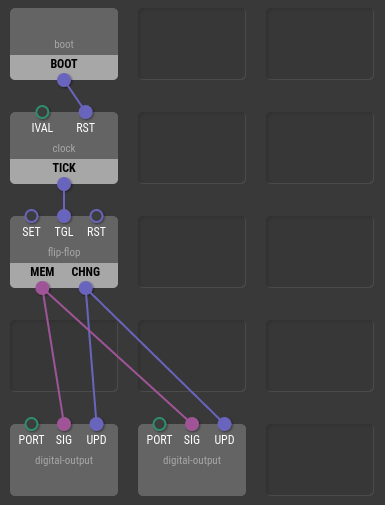 boot
BOOT
IVAL RST
clock
TICK
SET TGL RST
flip-flop
MEM CHNG
PORT SIG UPD PORT SIG UPD
digital-output digital-output